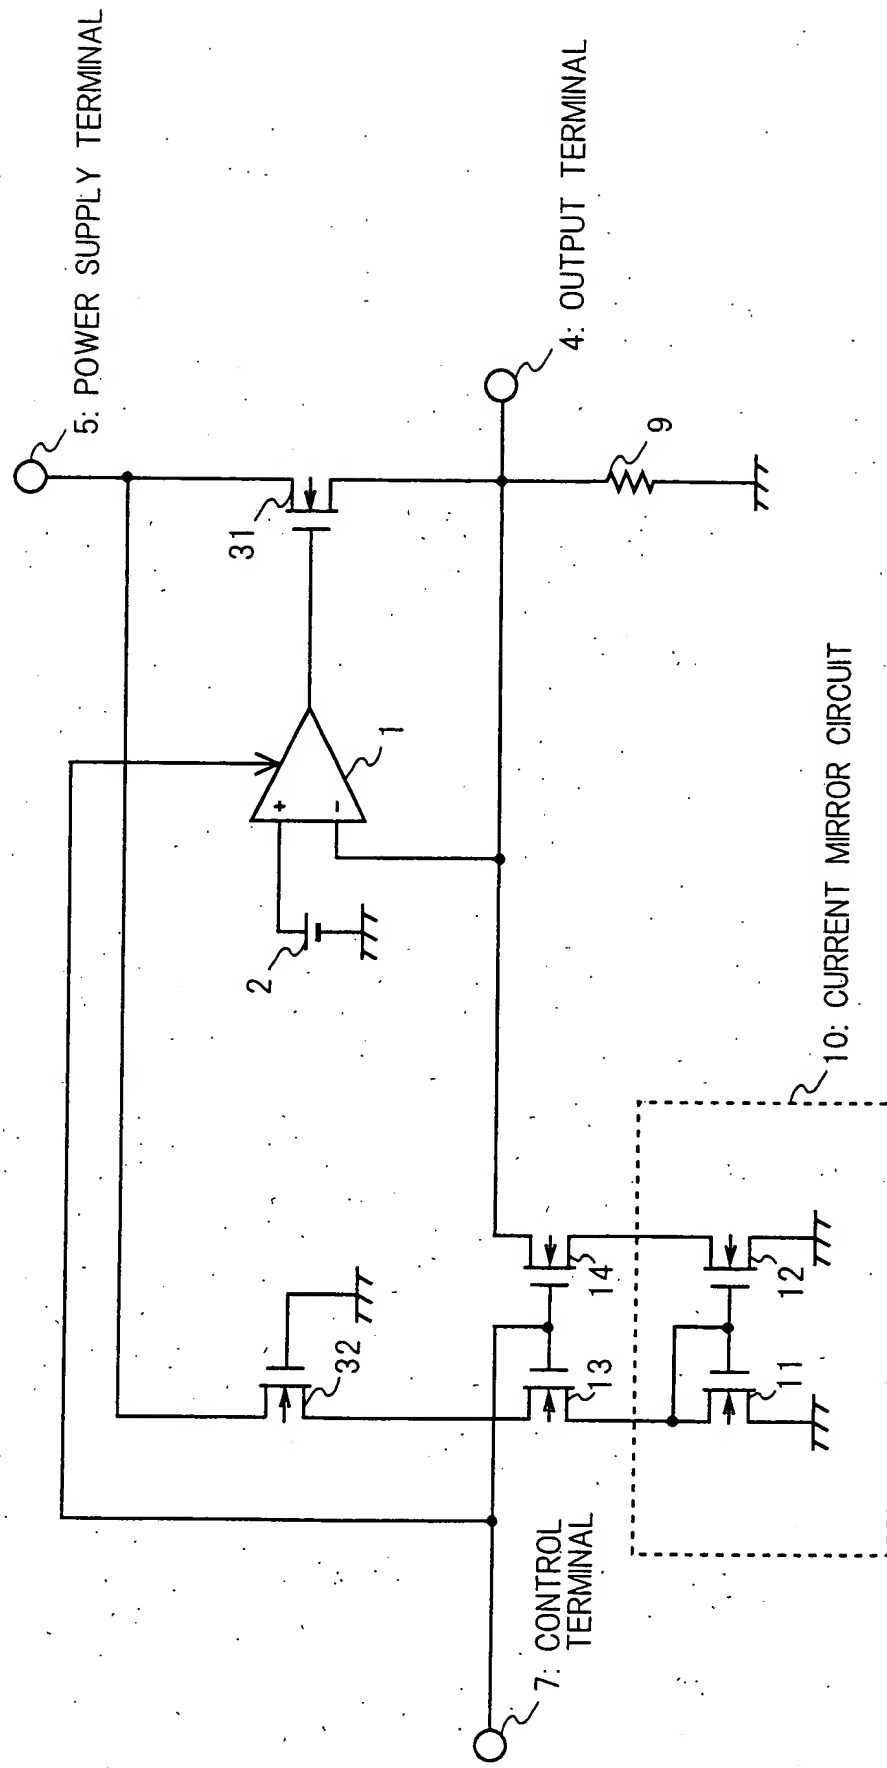 5: POWER SUPPLY TERMINAL
31
1
+
-
2
4: OUTPUT TERMINAL
9
32
13
14
11
12
10: CURRENT MIRROR CIRCUIT
7: CONTROL
TERMINAL